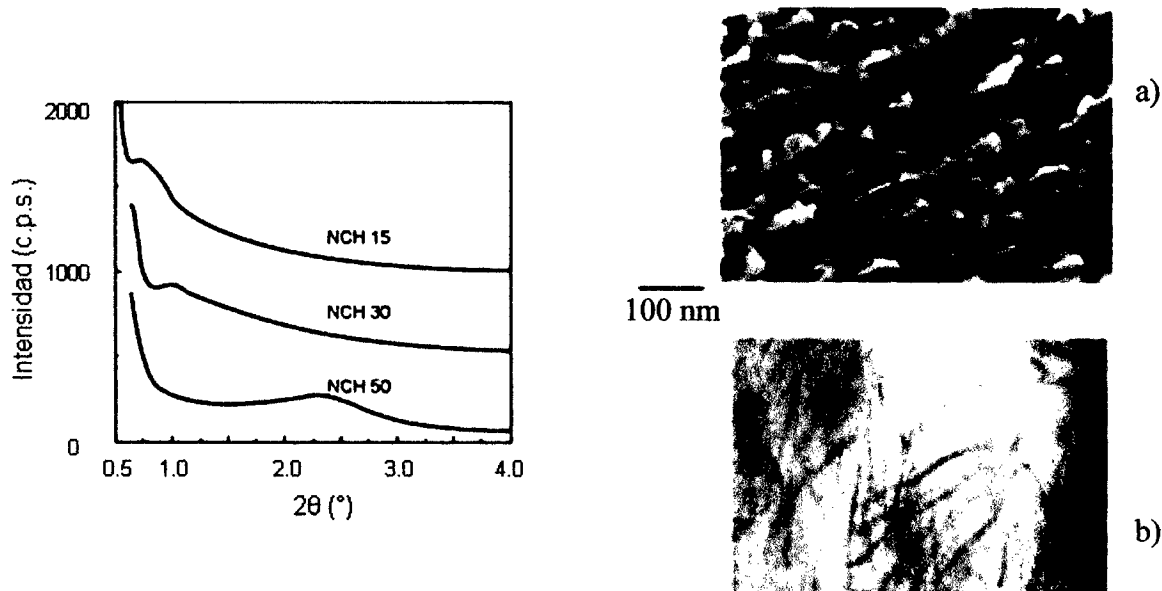 2000
1000
0
Intensidad (c.p.s.)
NCH 15
NCH 30
NCH 50
0.5 1.0 2.0 3.0 4.0
2θ (°)
a)
100 nm
b)